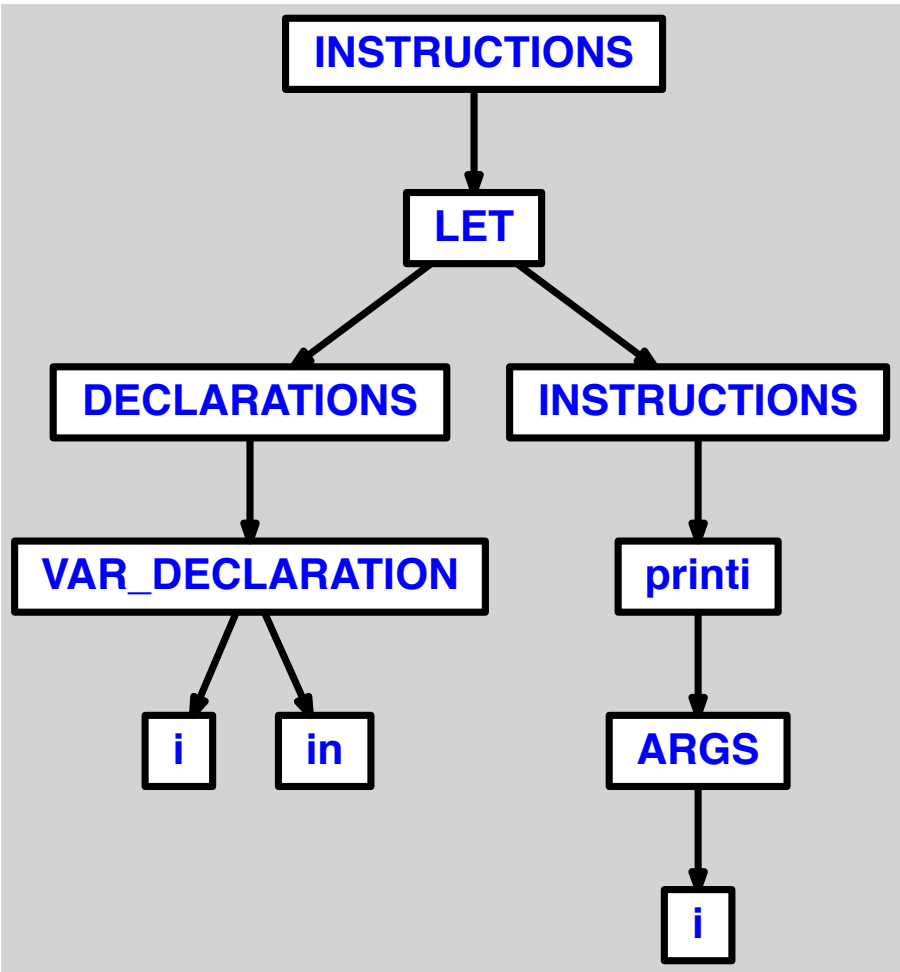 INSTRUCTIONS
LET
DECLARATIONS
INSTRUCTIONS
VAR_DECLARATION
printi
i
in
ARGS
i